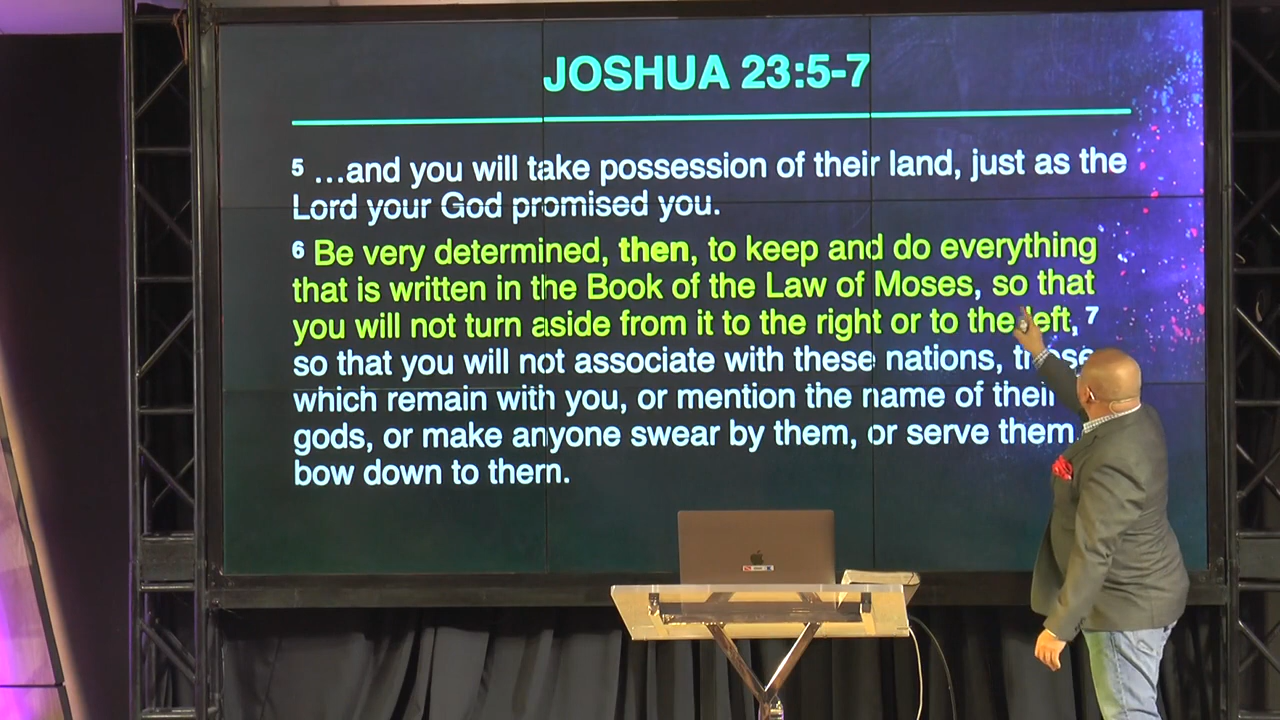 JOSHUA 23:5-7
5 ...and you will take possession of their land, just as the
Lord your God promised you.
6 Be very determined, then, to keep and do everything
that is written in the Book of the Law of Moses, so that
you will not turn aside from it to the right or to the left, 7
so that you will not associate with these nations, these
which remain with you, or mention the name of their
gods, or make anyone swear by them, or serve them
bow down to them.